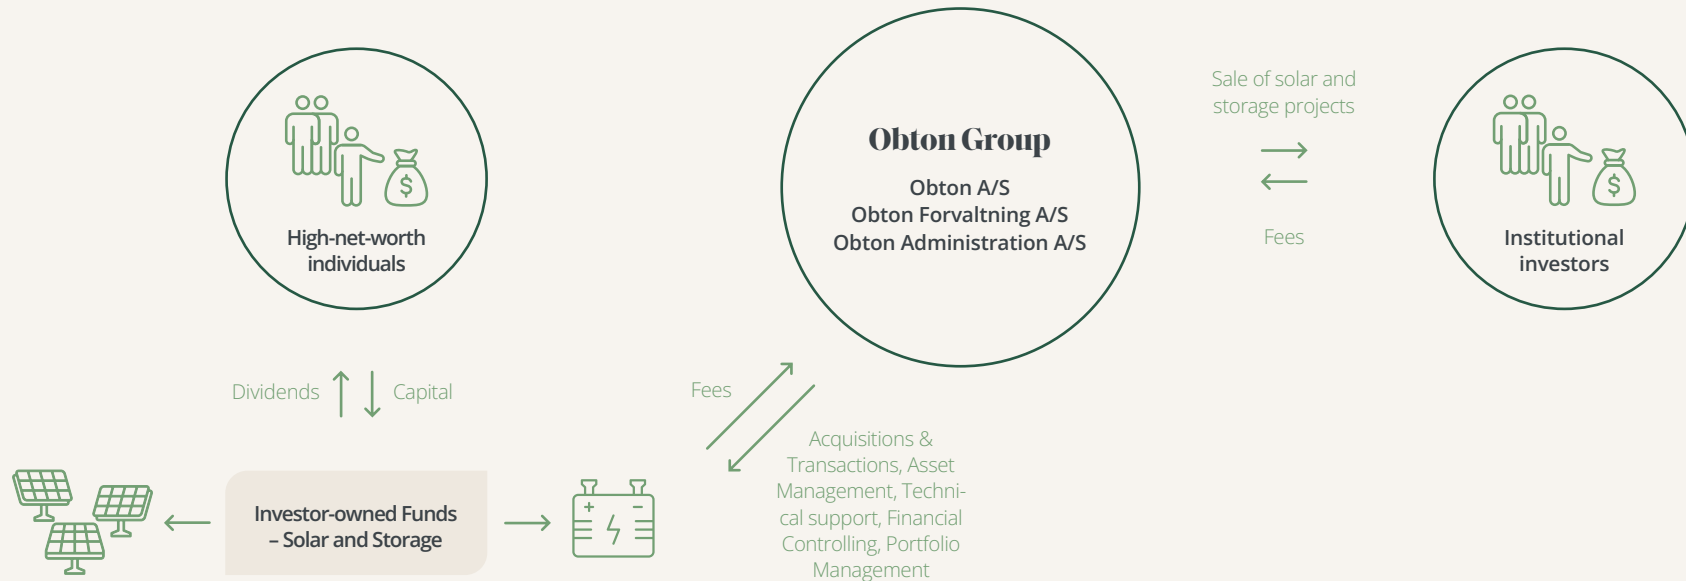 High-net-worth
individuals
Obton Group
Obton A/S
Obton Forvaltning A/S
Obton Administration A/S
Sale of solar and
storage projects
Fees
Institutional
investors
Dividends
Capital
Fees
Investor-owned Funds
– Solar and Storage
Acquisitions &
Transactions, Asset
Management, Techni-
cal support, Financial
Controlling, Portfolio
Management